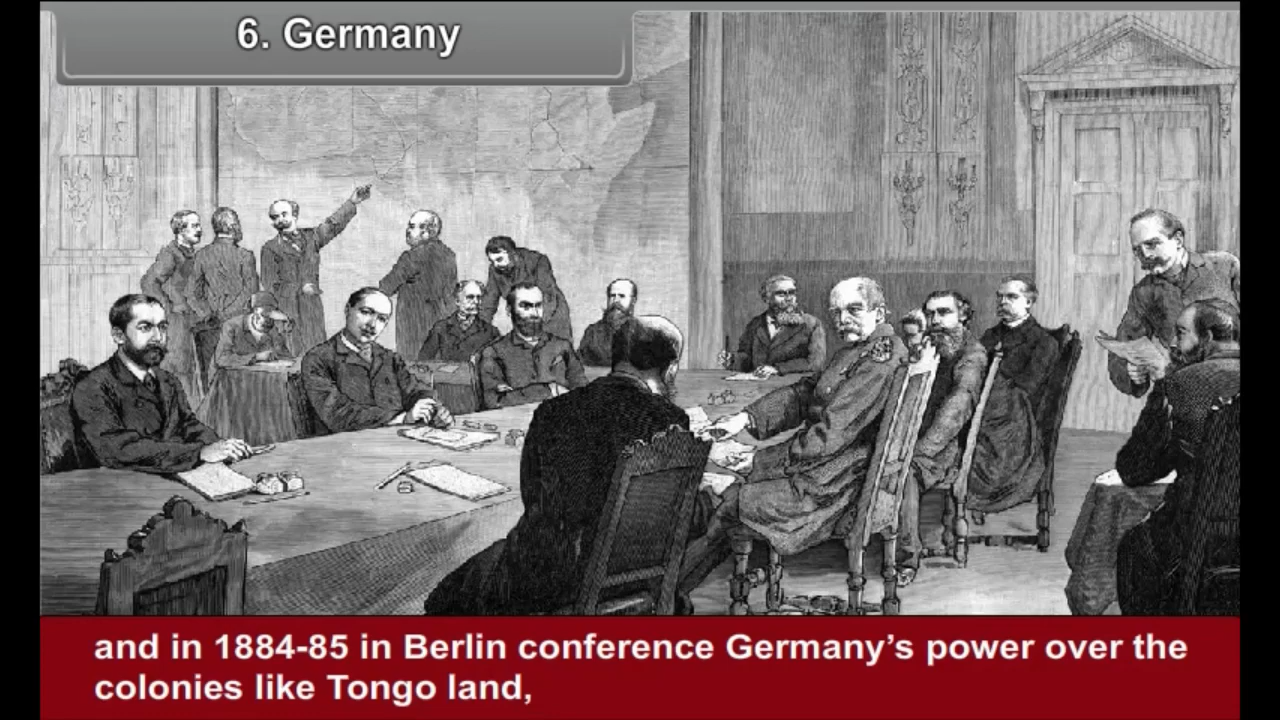 6. Germany
and in 1884-85 in Berlin conference Germany's power over the
colonies like Tongo land,